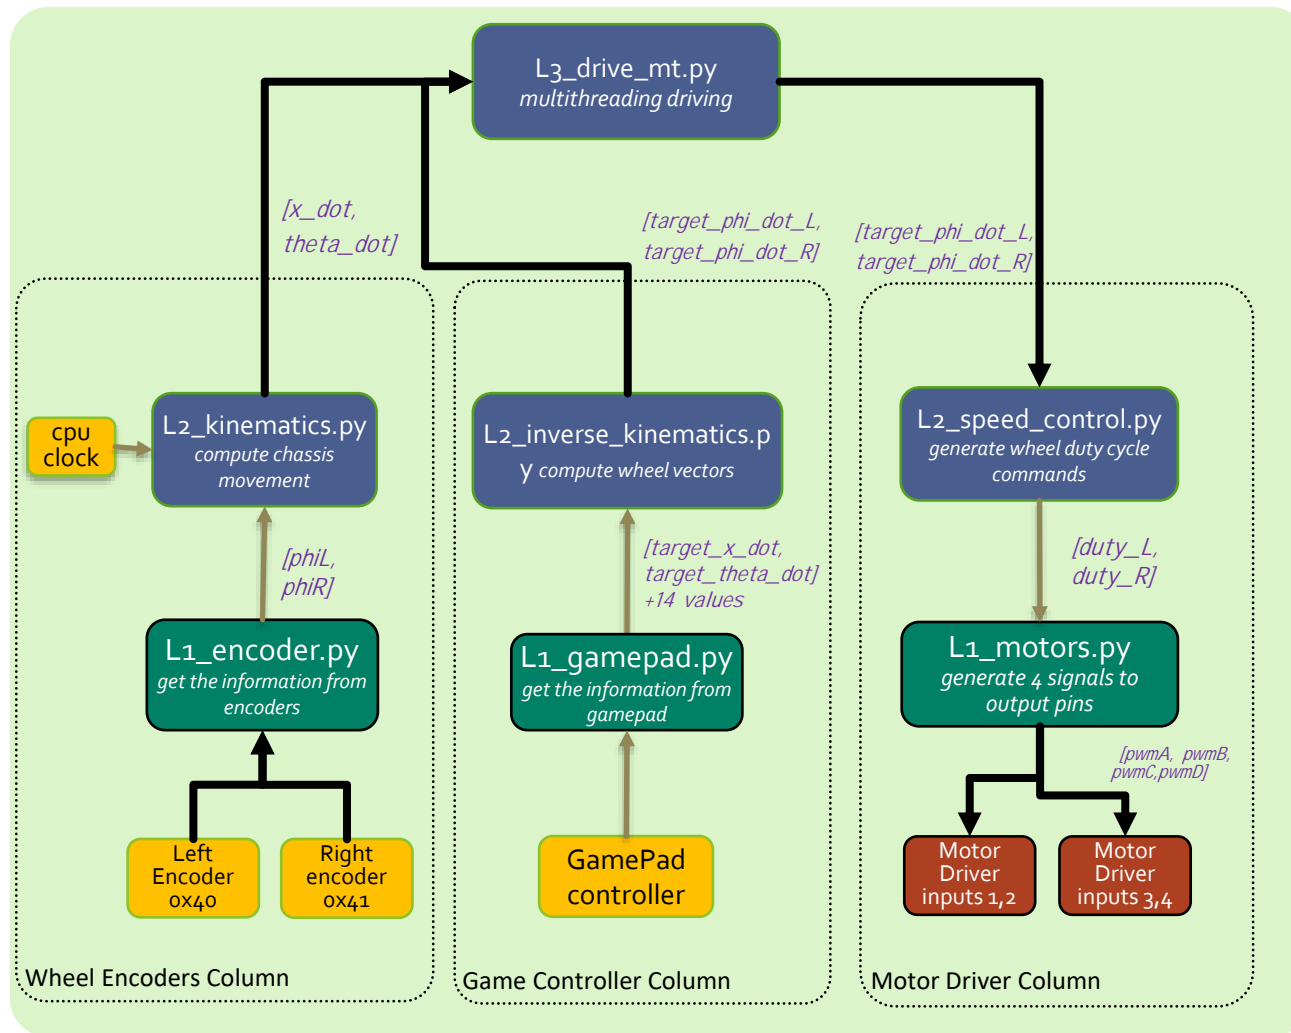 L3_drive_mt.py
multithreading driving
[x_dot,
theta_dot]
[target_phi_dot_L,
target_phi_dot_R]
[target_phi_dot_L,
target_phi_dot_R]
cpu
clock
L2_kinematics.py
compute chassis
movement
L2_inverse_kinematics.p
y compute wheel vectors
L2_speed_control.py
generate wheel duty cycle
commands
[phiL,
phiR]
[target_x_dot,
target_theta_dot]
+14 values
[duty_L,
duty_R]
L1_encoder.py
get the information from
encoders
L1_gamepad.py
get the information from
gamepad
L1_motors.py
generate 4 signals to
output pins
[pwmA, pwmB,
pwmC,pwmD]
Left
Encoder
0x40
Right
encoder
0x41
GamePad
controller
Motor
Driver
inputs 1,2
Motor
Driver
inputs 3,4
Wheel Encoders Column
Game Controller Column
Motor Driver Column